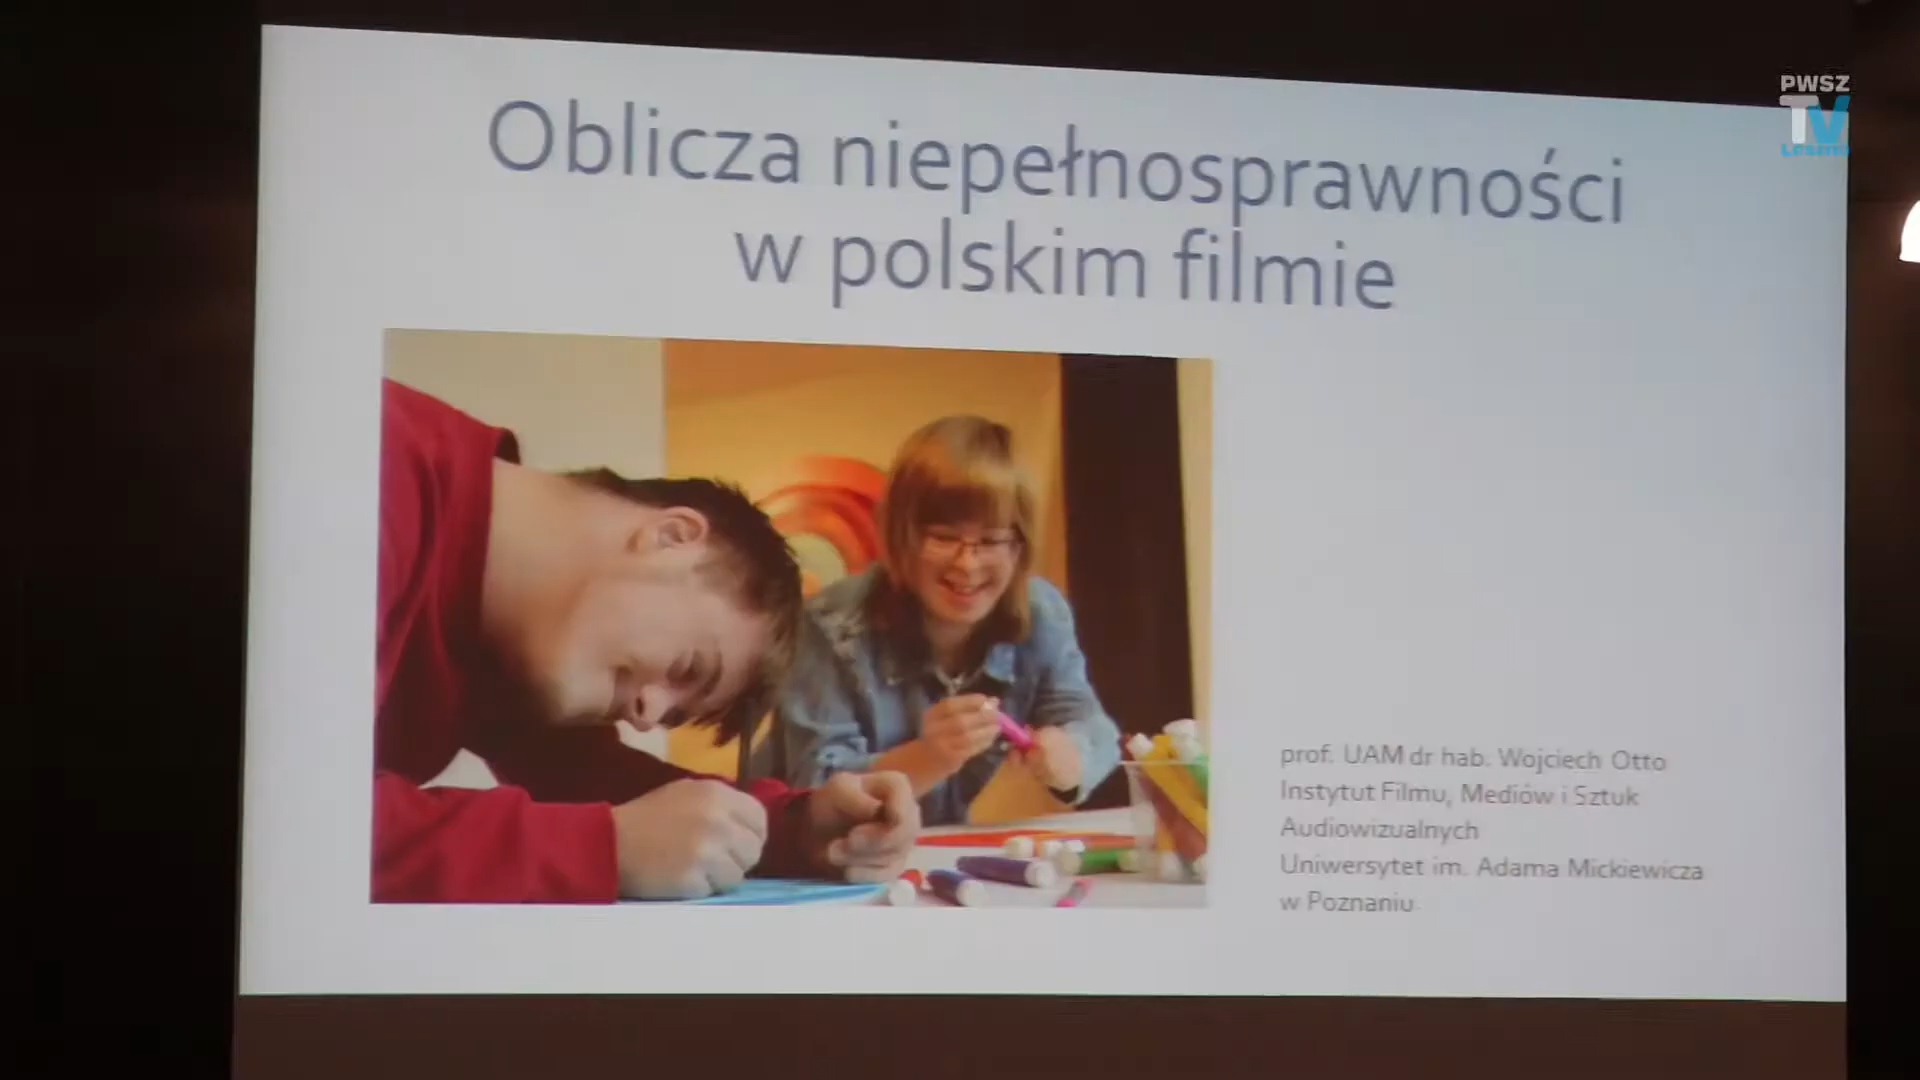 PWSZ
TV
Leszno
Oblicza niepełnosprawności
w polskim filmie
prof. UAM dr hab. Wojciech Otto
Instytut Filmu, Mediów i Sztuk
Audiowizualnych
Uniwersytet im. Adama Mickiewicza
w Poznaniu